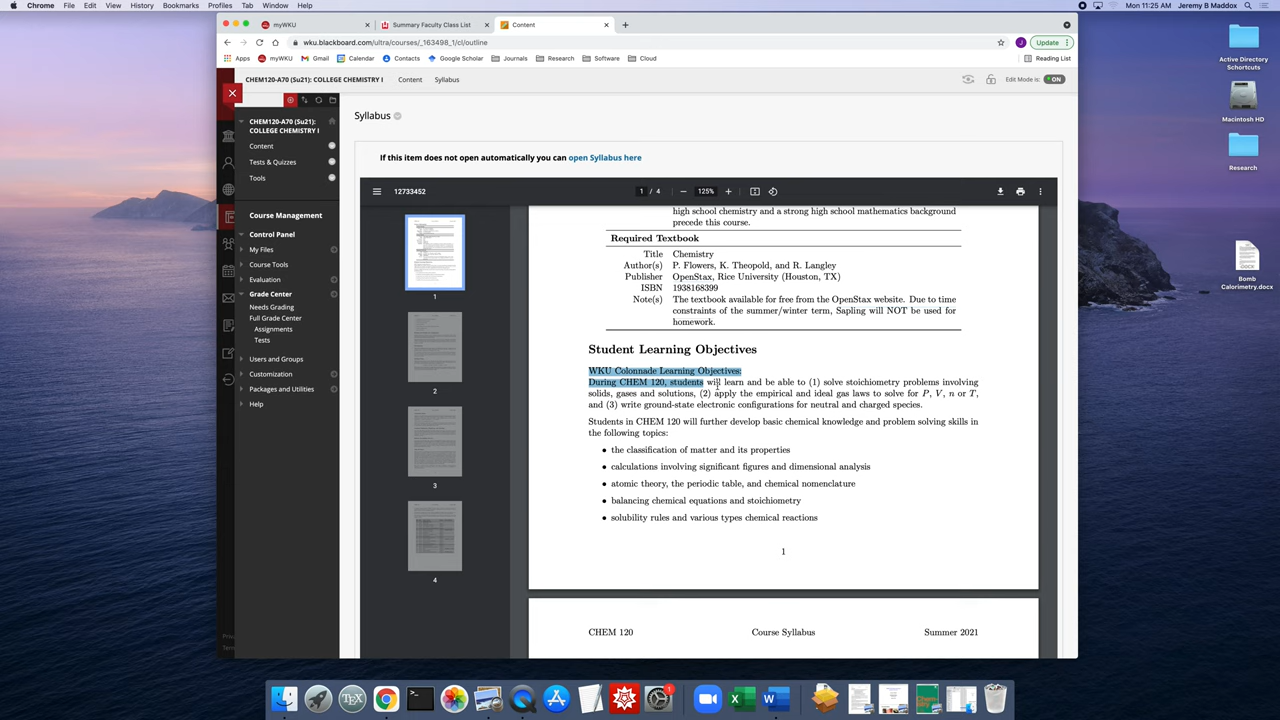 Chrome File Edit View History Bookmarks Profiles Tab Window Help Mon 11:25 AM Jeremy B Maddox
myWKU Summary Faculty Class List Content
wku.blackboard.com/ultra/courses/_163498_1/cl/outline Update
Apps myWKU Gmail Calendar Contacts Google Scholar Journals Research Software Cloud Reading List
CHEM120-A70 (Su21): COLLEGE CHEMISTRY I Content Syllabus Edit Mode is: ON
CHEM120-A70 (Su21):
COLLEGE CHEMISTRY I
Content
Tests & Quizzes
Tools
Course Management
Control Panel
My Files
Course Tools
Evaluation
Grade Center
Needs Grading
Full Grade Center
Assignments
Tests
Users and Groups
Customization
Packages and Utilities
Help
Syllabus
If this item does not open automatically you can open Syllabus here
12733452 1 / 4 125%
1
2
3
4
high school chemistry and a strong high school mathematics background
precede this course.
Required Textbook
Title Chemistry
Author(s) P. Flowers, K. Theopold, and R. Langley
Publisher OpenStax, Rice University (Houston, TX)
ISBN 1938168399
Note(s) The textbook available for free from the OpenStax website. Due to time
constraints of the summer/winter term, Sapling will NOT be used for
homework.
Student Learning Objectives
WKU Colonnade Learning Objectives:
During CHEM 120, students will learn and be able to (1) solve stoichiometry problems involving
solids, gases and solutions, (2) apply the empirical and ideal gas laws to solve for P, V, n or T,
and (3) write ground-state electronic configurations for neutral and charged species.
Students in CHEM 120 will further develop basic chemical knowledge and problem solving skills in
the following topics:
• the classification of matter and its properties
• calculations involving significant figures and dimensional analysis
• atomic theory, the periodic table, and chemical nomenclature
• balancing chemical equations and stoichiometry
• solubility rules and various types chemical reactions
1
CHEM 120 Course Syllabus Summer 2021
Active Directory
Schortcuts
Macintosh HD
Research
DOCX
Bomb
Calorimetry.docx
TEX
1